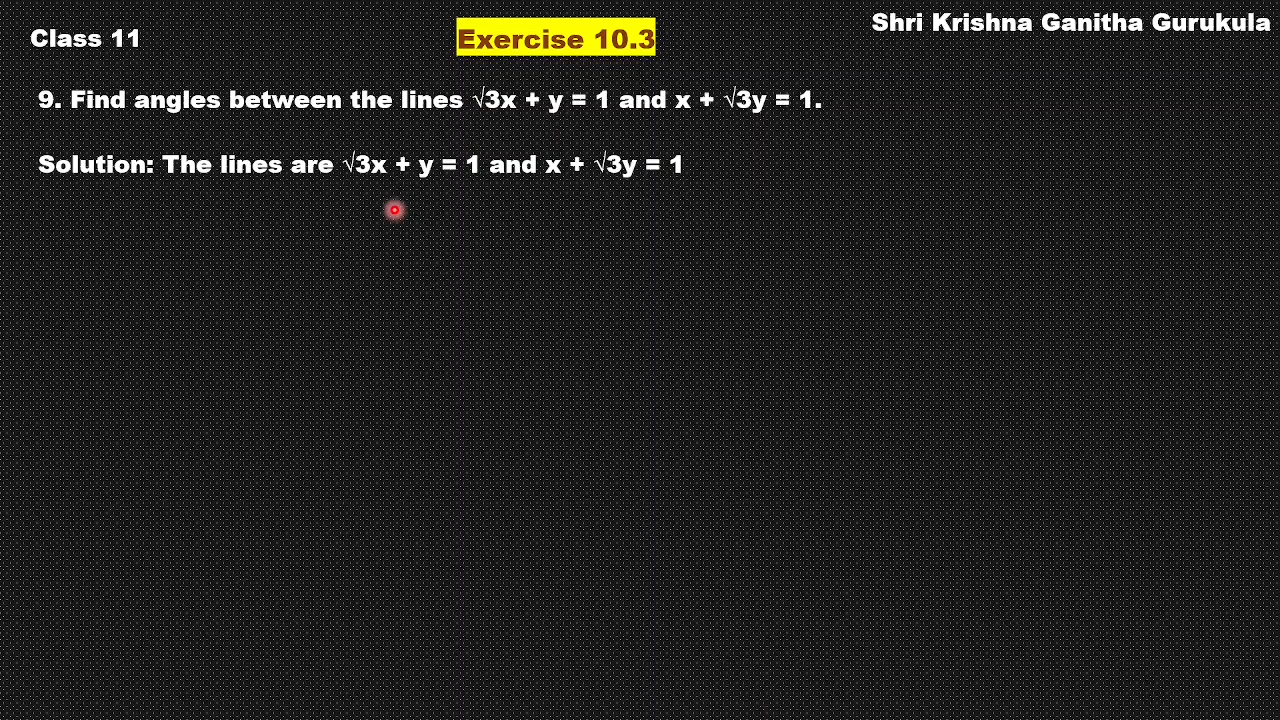 Class 11
Exercise 10.3
Shri Krishna Ganitha Gurukula
9. Find angles between the lines √3x + y = 1 and x + √3y = 1.
Solution: The lines are √3x + y = 1 and x + √3y = 1